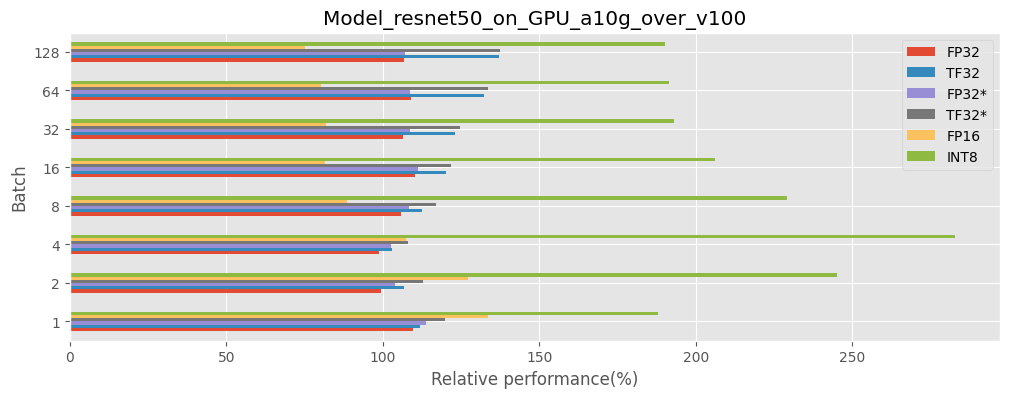 Model_resnet50_on_GPU_a10g_over_v100
Batch
128
64
32
16
8
4
2
1
0
50
100
150
200
250
Relative performance(%)
FP32
TF32
FP32*
TF32*
FP16
INT8